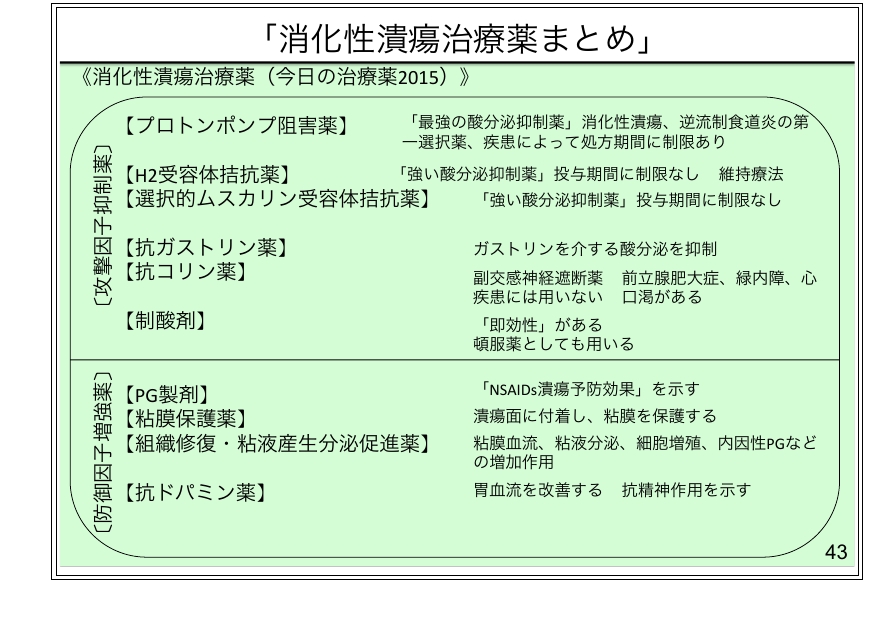 「消化性潰瘍治療薬まとめ」
《消化性潰瘍治療薬（今日の治療薬2015）》
〔攻撃因子抑制薬〕
【プロトンポンプ阻害薬】
「最強の酸分泌抑制薬」消化性潰瘍、逆流制食道炎の第
一選択薬、疾患によって処方期間に制限あり
【H2受容体拮抗薬】
「強い酸分泌抑制薬」投与期間に制限なし　維持療法
【選択的ムスカリン受容体拮抗薬】
「強い酸分泌抑制薬」投与期間に制限なし
【抗ガストリン薬】
ガストリンを介する酸分泌を抑制
【抗コリン薬】
副交感神経遮断薬　前立腺肥大症、緑内障、心
疾患には用いない　口渇がある
【制酸剤】
「即効性」がある
頓服薬としても用いる
〔防御因子増強薬〕
【PG製剤】
「NSAIDs潰瘍予防効果」を示す
【粘膜保護薬】
潰瘍面に付着し、粘膜を保護する
【組織修復・粘液産生分泌促進薬】
粘膜血流、粘液分泌、細胞増殖、内因性PGなど
の増加作用
【抗ドパミン薬】
胃血流を改善する　抗精神作用を示す
43